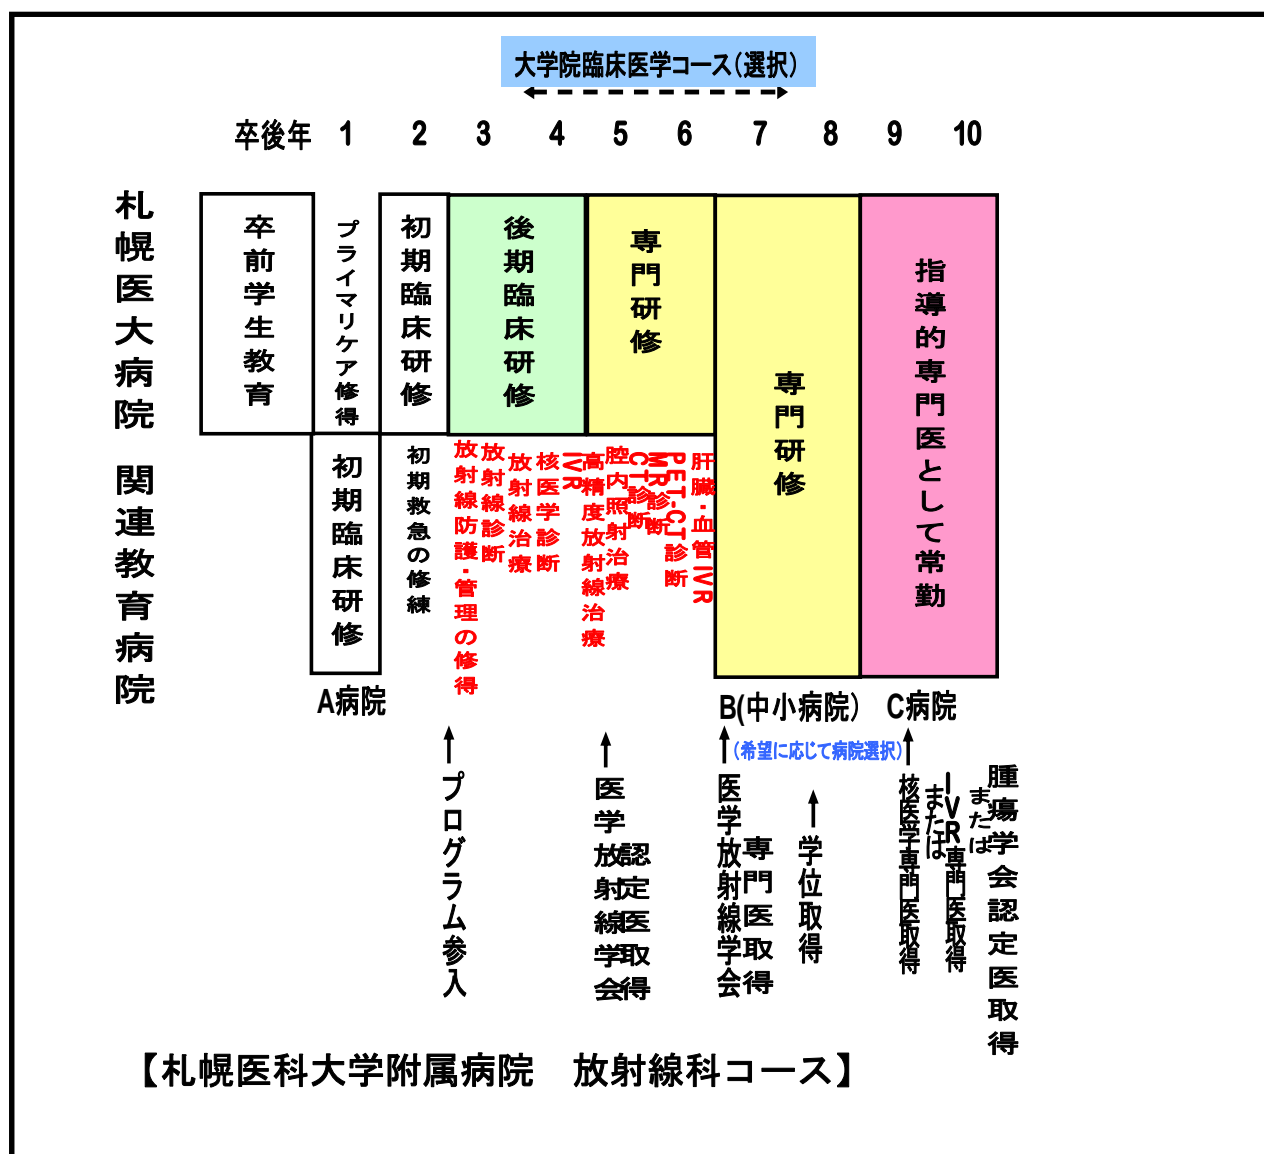 大学院臨床医学コース（選択）
卒後年 1 2 3 4 5 6 7 8 9 10
札幌医大病院
関連教育病院
卒前学生教育
プライマリケア修得
初期臨床研修
後期臨床研修
専門研修
専門研修
指導的専門医として常勤
初期臨床研修
初期救急の修練
放射線防護・管理の修得
放射線診断
放射線治療
核医学診断
IVR
高精度放射線治療
腔内照射治療
CT診断
MR診断
PET-CT診断
肝臓・血管IVR
A病院
B(中小病院）
C病院
（希望に応じて病院選択）
プログラム参入
医学放射線学会
認定医取得
医学放射線学会
専門医取得
学位取得
核医学専門医取得
または
IVR専門医取得
または
腫瘍学会認定医取得
【札幌医科大学附属病院　放射線科コース】